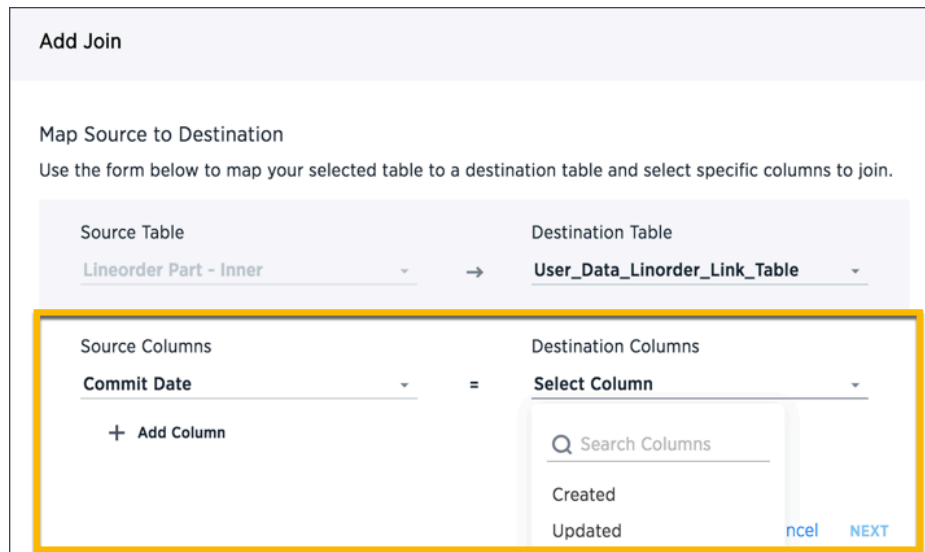 Add Join
Map Source to Destination
Use the form below to map your selected table to a destination table and select specific columns to join.
Source Table
Destination Table
Lineorder Part - Inner
→
User_Data_Linorder_Link_Table
Source Columns
Destination Columns
Commit Date
=
Select Column
+ Add Column
Search Columns
Created
Updated
ncel
NEXT